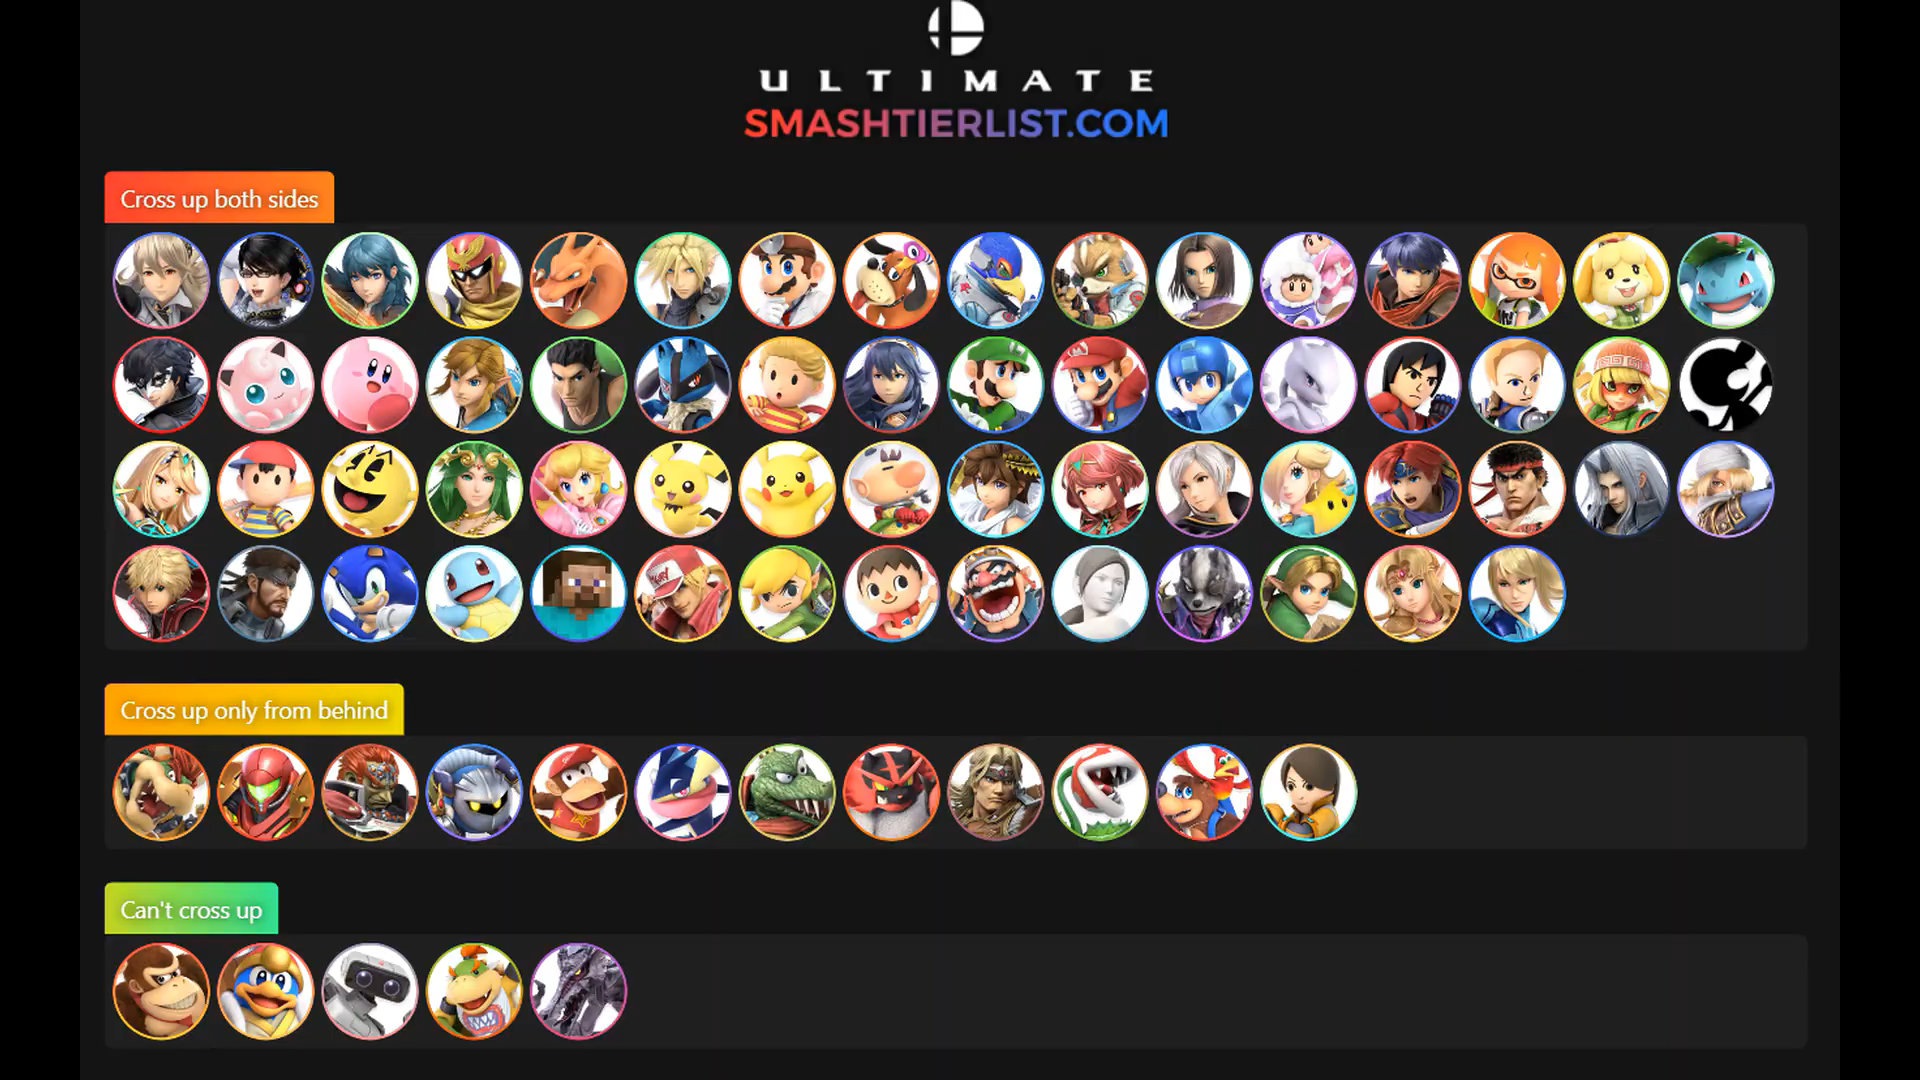 ULTIMATE
SMASHTIERLIST.COM
Cross up both sides
Cross up only from behind
Can't cross up